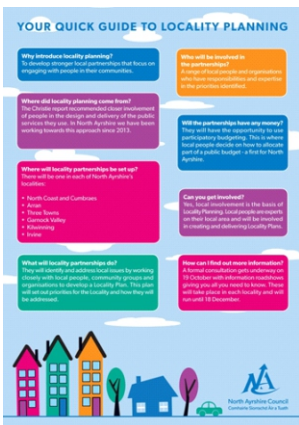 YOUR QUICK GUIDE TO LOCALITY PLANNING
Why introduce locality planning?
To develop stronger local partnerships that focus on
engaging with people in their communities.
Where did locality planning come from?
The Christie report recommended closer involvement
of people in the design and delivery of the public
services they use. In North Ayrshire we have been
working towards this approach since 2013.
Where will locality partnerships be set up?
There will be one in each of North Ayrshire's
localities:
• North Coast and Cumbraes
• Arran
• Three Towns
• Garnock Valley
• Kilwinning
• Irvine
What will locality partnerships do?
They will identify and address local issues by working
closely with local people, community groups and
organisations to develop a Locality Plan. This plan
will set out priorities for the Locality and how they will
be addressed.
Who will be involved in
the partnerships?
A range of local people and organisations
who have responsibilities and expertise
in the priorities identified.
Will the partnerships have any money?
They will have the opportunity to use
participatory budgeting. This is where
local people decide on how to allocate
part of a public budget - a first for North
Ayrshire.
Can you get involved?
Yes, local involvement is the basis of
Locality Planning. Local people are experts
on their local area and will be involved
in creating and delivering Locality Plans.
How can I find out more information?
A formal consultation gets underway on
19 October with information roadshows
giving you all you need to know. These
will take place in each locality and will
run until 18 December.
North Ayrshire Council
Comhairle Siorrachd Àir a Tuath